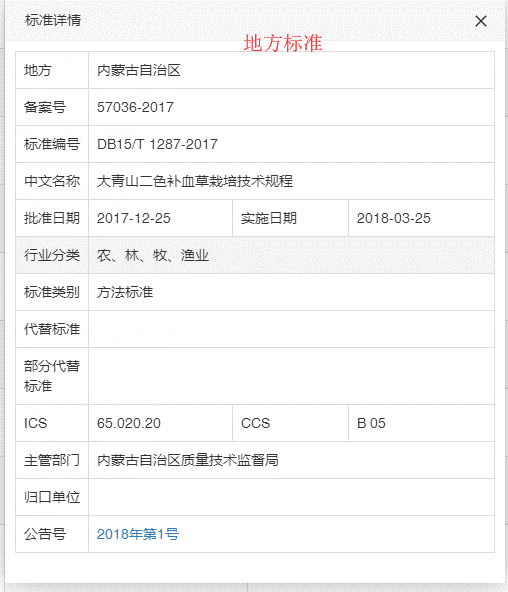 标准详情
地方标准
地方 内蒙古自治区
备案号 57036-2017
标准编号 DB15/T 1287-2017
中文名称 大青山二色补血草栽培技术规程
批准日期 2017-12-25 实施日期 2018-03-25
行业分类 农、林、牧、渔业
标准类别 方法标准
代替标准
部分代替
标准
ICS 65.020.20 CCS B 05
主管部门 内蒙古自治区质量技术监督局
归口单位
公告号 2018年第1号